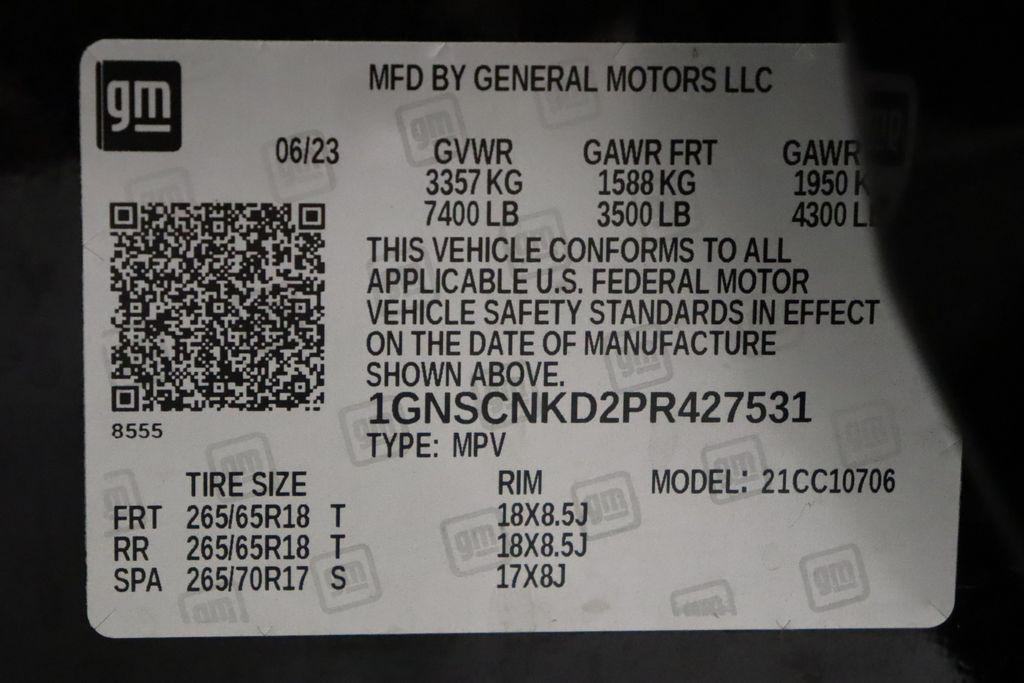 gm
MFD BY GENERAL MOTORS LLC
06/23 GVWR GAWR FRT GAWR
3357 KG 1588 KG 1950 K
7400 LB 3500 LB 4300 L
THIS VEHICLE CONFORMS TO ALL
APPLICABLE U.S. FEDERAL MOTOR
VEHICLE SAFETY STANDARDS IN EFFECT
ON THE DATE OF MANUFACTURE
SHOWN ABOVE.
1GNSCNKD2PR427531
8555
TYPE: MPV
TIRE SIZE RIM MODEL: 21CC10706
FRT 265/65R18 T 18X8.5J
RR 265/65R18 T 18X8.5J
SPA 265/70R17 S 17X8J